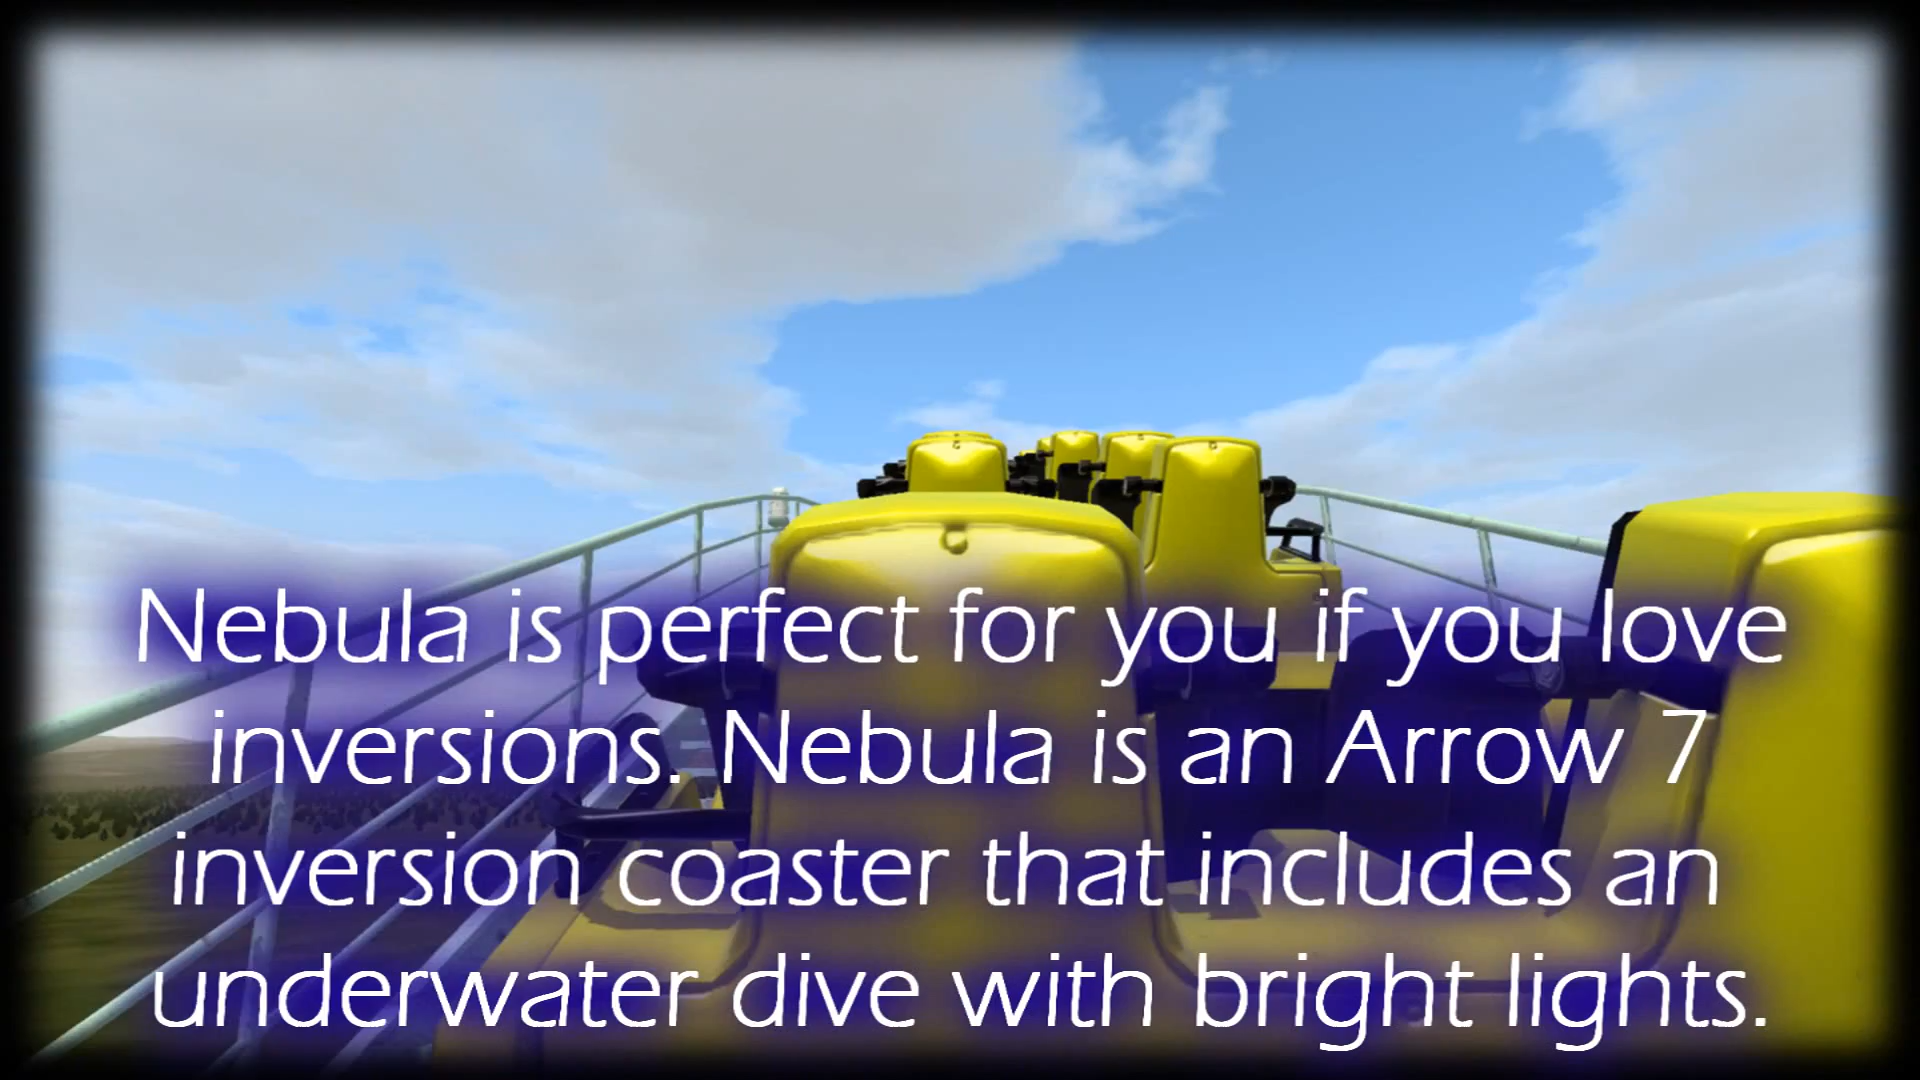 Nebula is perfect for you if you love
inversions. Nebula is an Arrow 7
inversion coaster that includes an
underwater dive with bright lights.